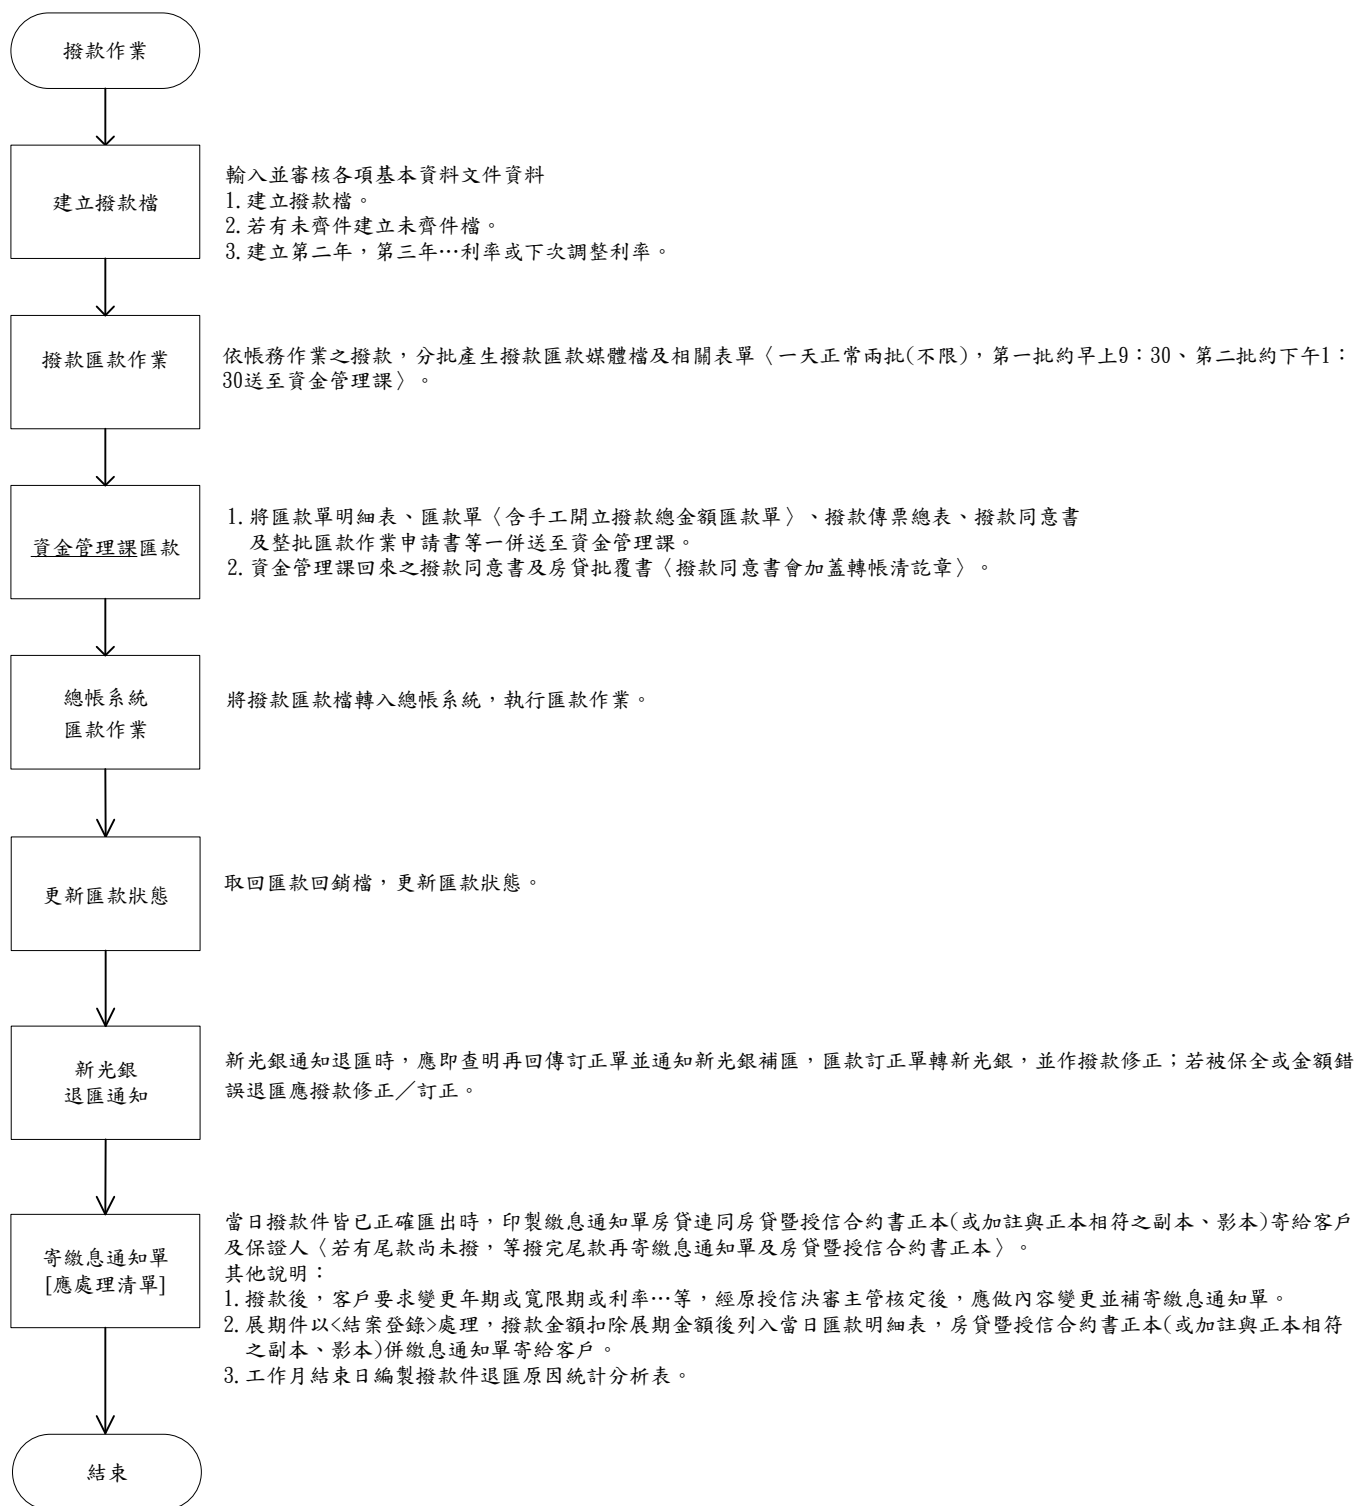 撥款作業
建立撥款檔
輸入並審核各項基本資料文件資料
1.建立撥款檔。
2.若有未齊件建立未齊件檔。
3.建立第二年，第三年…利率或下次調整利率。
撥款匯款作業
依帳務作業之撥款，分批產生撥款匯款媒體檔及相關表單〈一天正常兩批(不限)，第一批約早上9：30、第二批約下午1：
30送至資金管理課〉。
資金管理課匯款
1.將匯款單明細表、匯款單〈含手工開立撥款總金額匯款單〉、撥款傳票總表、撥款同意書
及整批匯款作業申請書等一併送至資金管理課。
2.資金管理課回來之撥款同意書及房貸批覆書〈撥款同意書會加蓋轉帳清訖章〉。
總帳系統
匯款作業
將撥款匯款檔轉入總帳系統，執行匯款作業。
更新匯款狀態
取回匯款回銷檔，更新匯款狀態。
新光銀
退匯通知
新光銀通知退匯時，應即查明再回傳訂正單並通知新光銀補匯，匯款訂正單轉新光銀，並作撥款修正；若被保全或金額錯
誤退匯應撥款修正／訂正。
寄繳息通知單
[應處理清單]
當日撥款件皆已正確匯出時，印製繳息通知單房貸連同房貸暨授信合約書正本(或加註與正本相符之副本、影本)寄給客戶
及保證人〈若有尾款尚未撥，等撥完尾款再寄繳息通知單及房貸暨授信合約書正本〉。
其他說明：
1.撥款後，客戶要求變更年期或寬限期或利率…等，經原授信決審主管核定後，應做內容變更並補寄繳息通知單。
2.展期件以<結案登錄>處理，撥款金額扣除展期金額後列入當日匯款明細表，房貸暨授信合約書正本(或加註與正本相符
之副本、影本)併繳息通知單寄給客戶。
3.工作月結束日編製撥款件退匯原因統計分析表。
結束